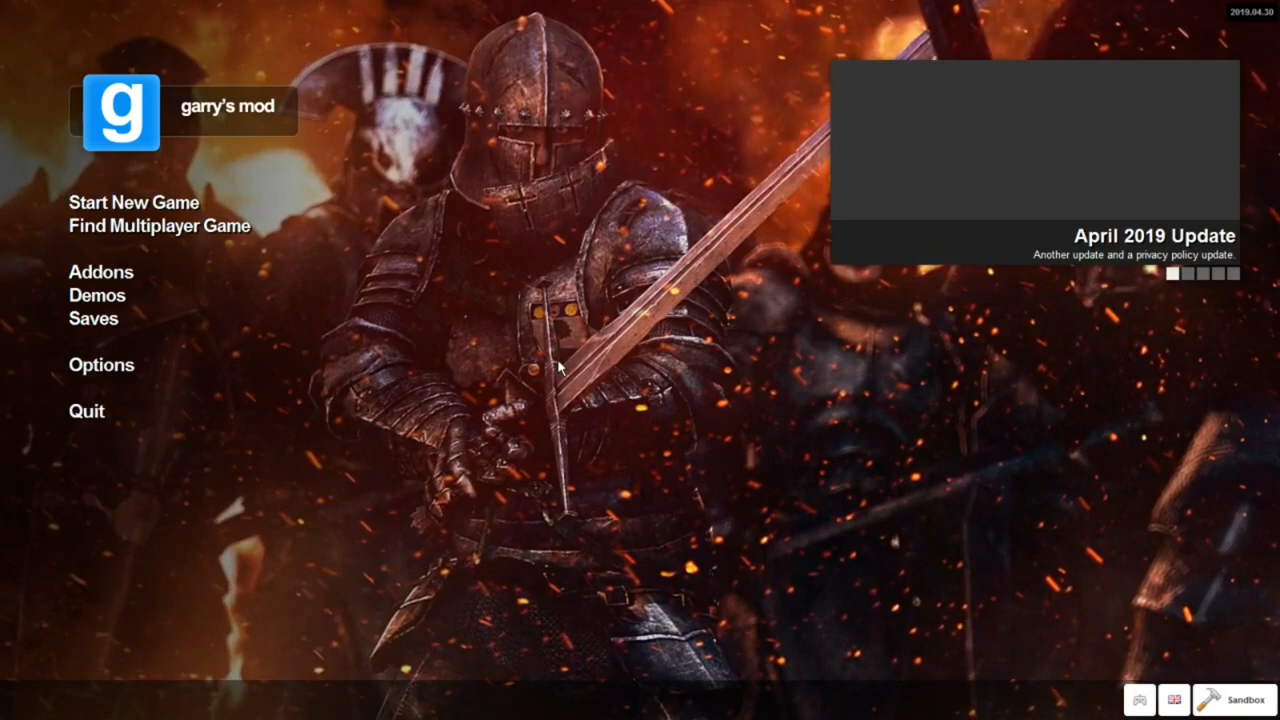 2019.04.30
g
garry's mod
Start New Game
Find Multiplayer Game
Addons
Demos
Saves
Options
Quit
April 2019 Update
Another update and a privacy policy update.
Sandbox